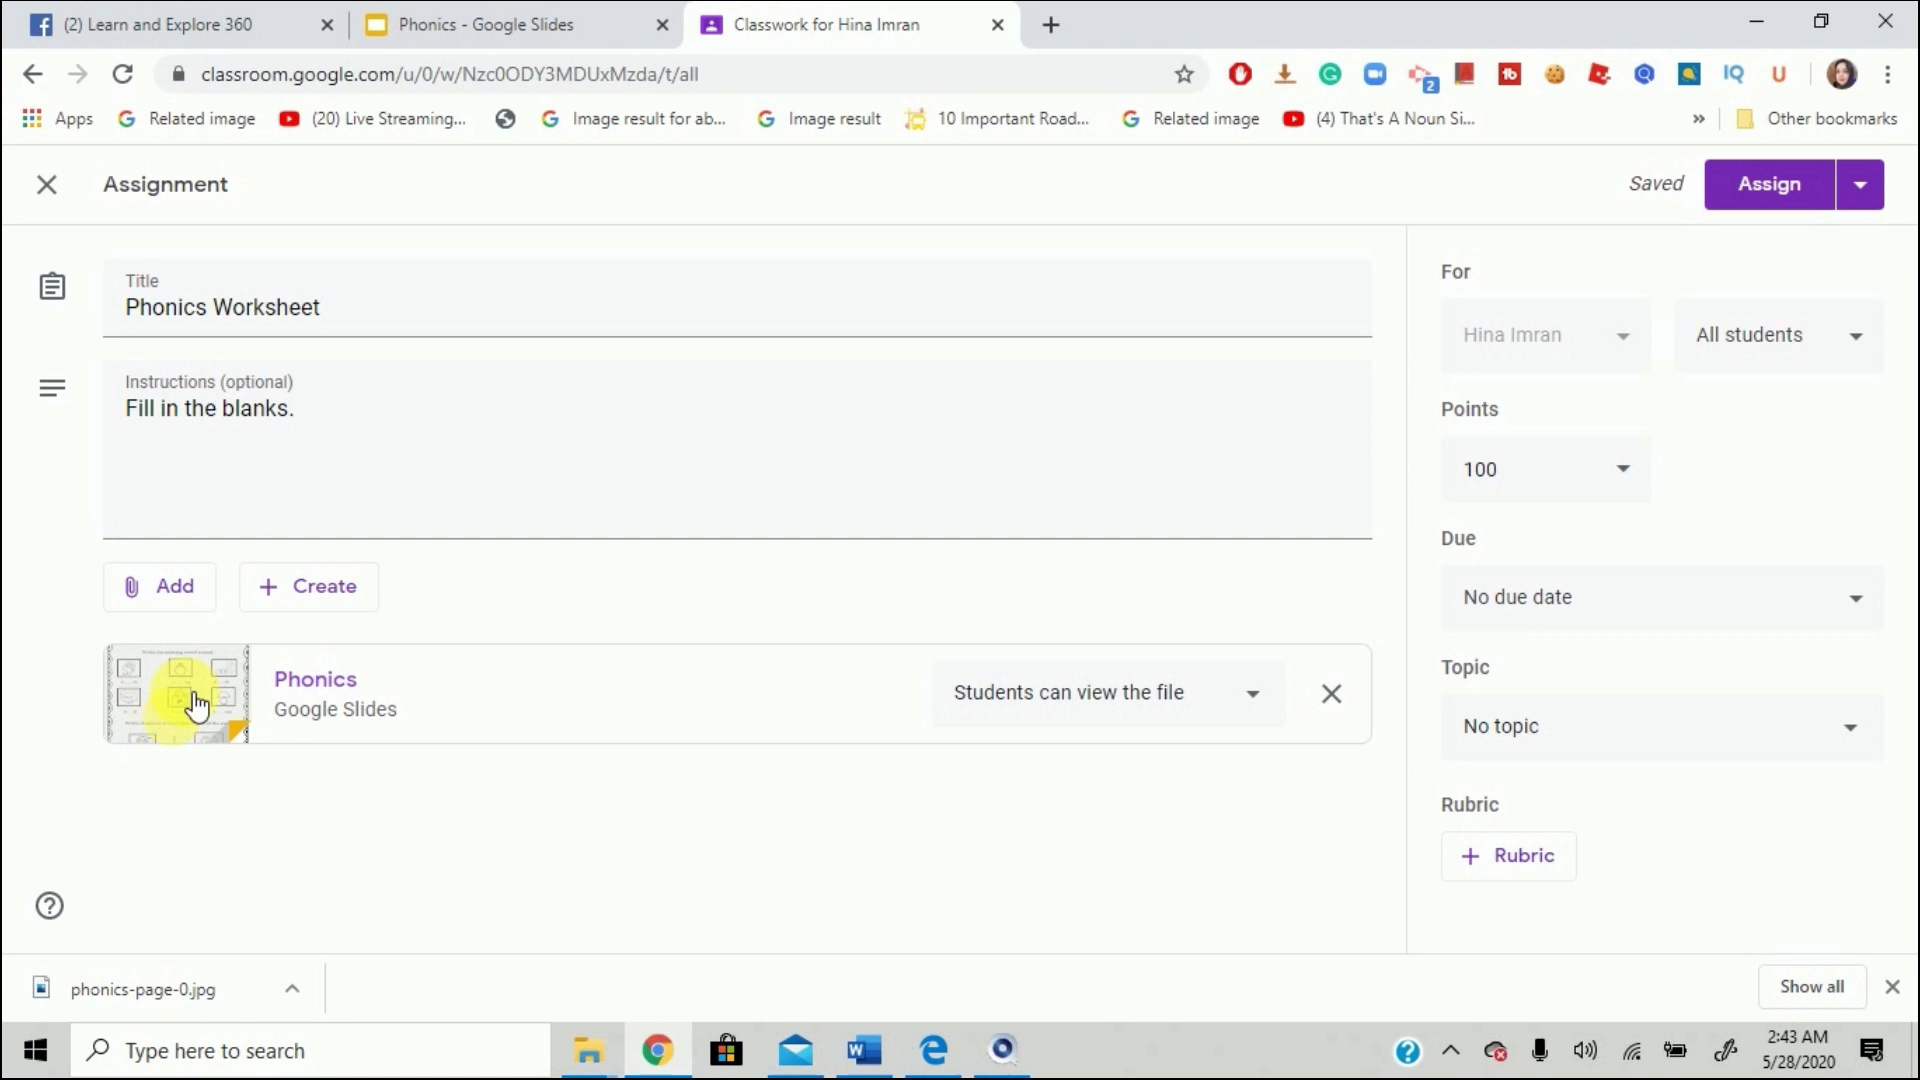 (2) Learn and Explore 360
Phonics - Google Slides
Classwork for Hina Imran
classroom.google.com/u/0/w/Nzc0ODY3MDUxMzda/t/all
2
tb
IQ
U
Apps
Related image
(20) Live Streaming...
Image result for ab...
Image result
10 Important Road...
Related image
(4) That's A Noun Si...
»
Other bookmarks
Assignment
Saved
Assign
Title
Phonics Worksheet
Instructions (optional)
Fill in the blanks.
Add
Create
Phonics
Google Slides
Students can view the file
For
Hina Imran
All students
Points
100
Due
No due date
Topic
No topic
Rubric
Rubric
phonics-page-0.jpg
Show all
Type here to search
2:43 AM
5/28/2020